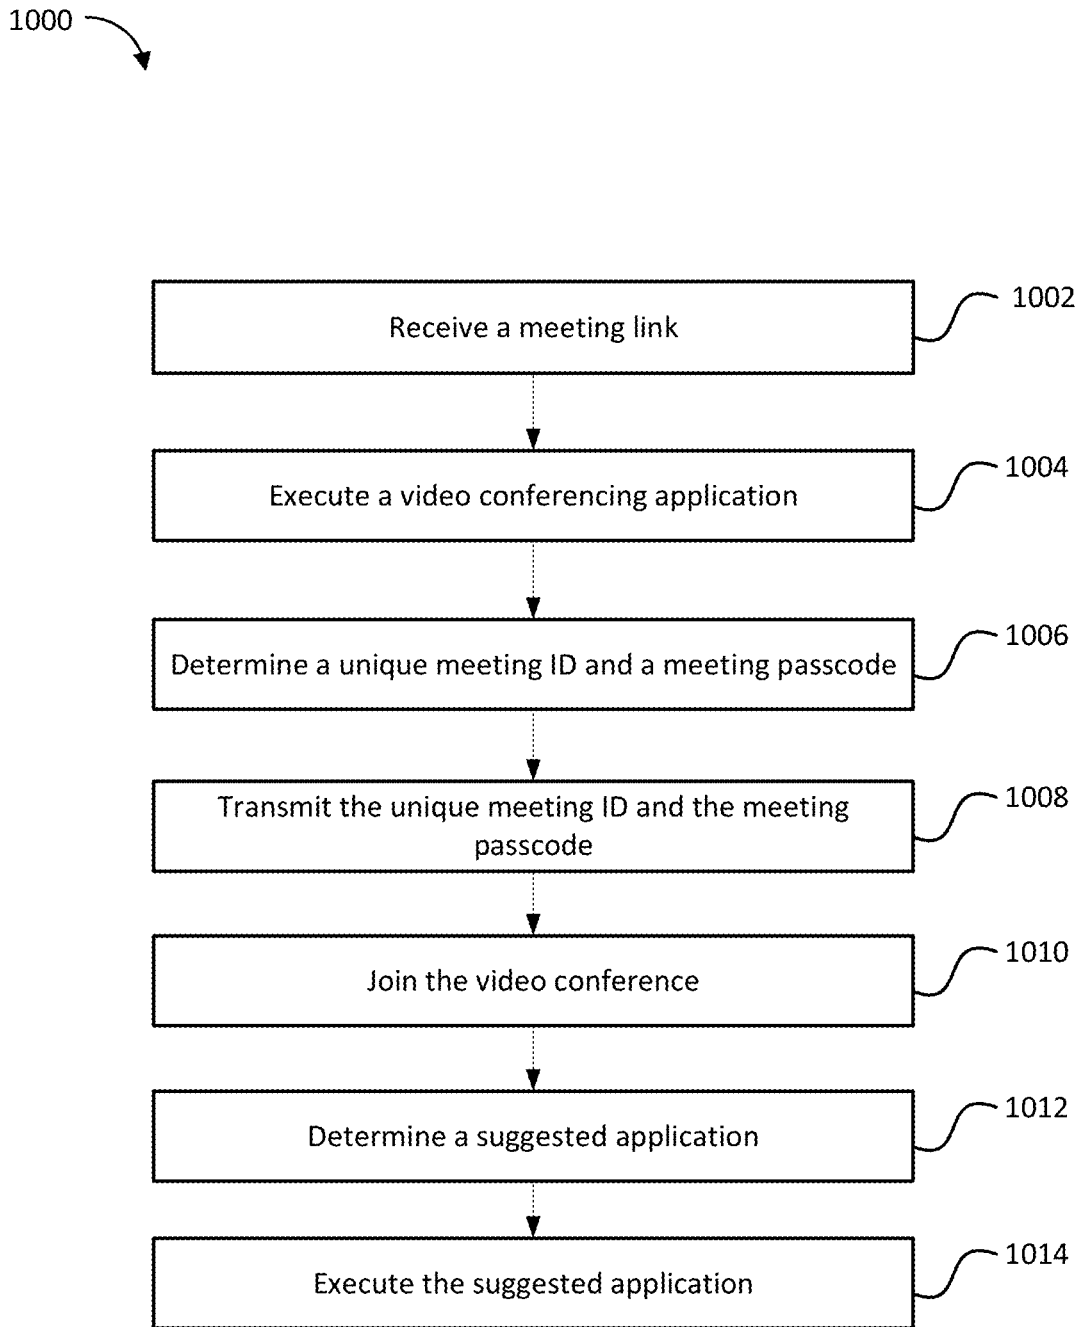 1000
Receive a meeting link
1002
Execute a video conferencing application
1004
Determine a unique meeting ID and a meeting passcode
1006
Transmit the unique meeting ID and the meeting
passcode
1008
Join the video conference
1010
Determine a suggested application
1012
Execute the suggested application
1014